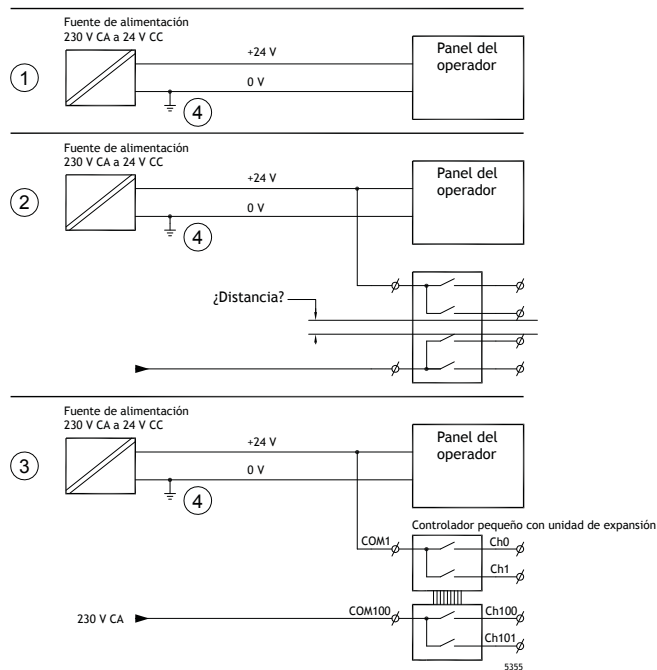 Fuente de alimentación
230 V CA a 24 V CC
+24 V
0 V
Panel del
operador
1
4
Fuente de alimentación
230 V CA a 24 V CC
+24 V
0 V
Panel del
operador
2
4
¿Distancia?
Fuente de alimentación
230 V CA a 24 V CC
+24 V
0 V
Panel del
operador
3
4
Controlador pequeño con unidad de expansión
COM1
Ch0
Ch1
230 V CA
COM100
Ch100
Ch101
5355